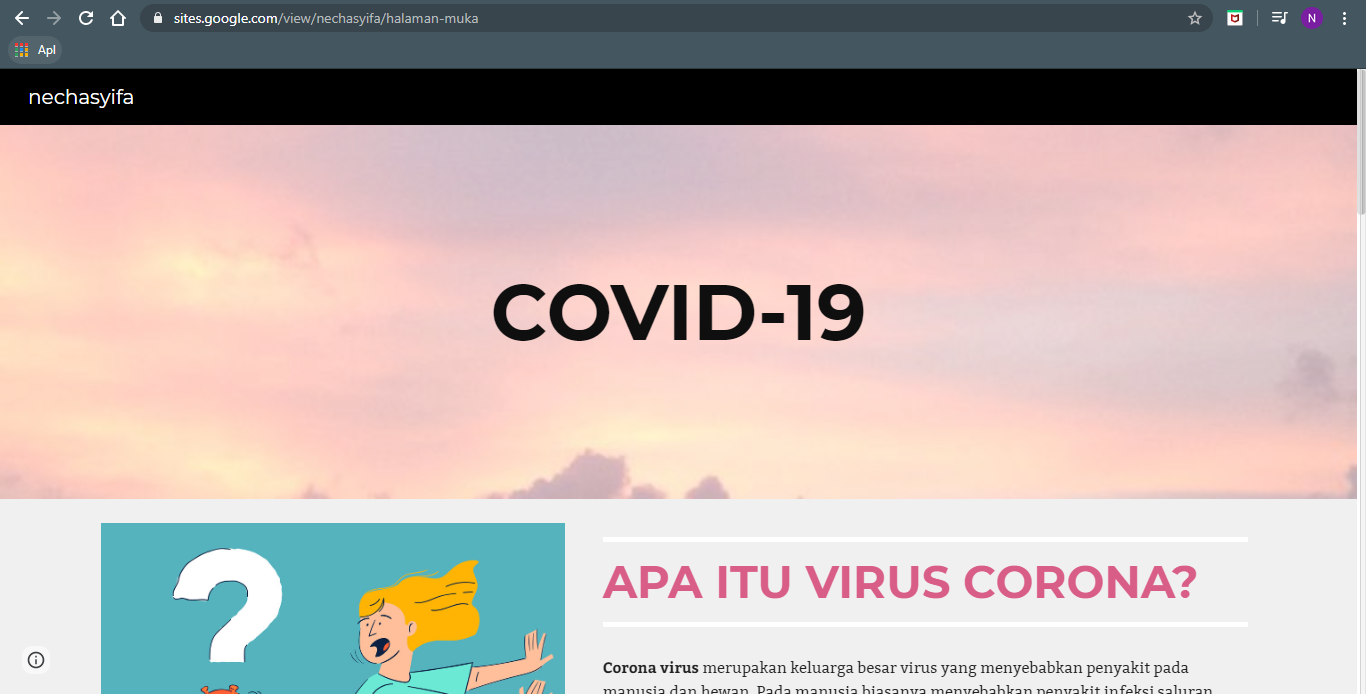 sites.google.com/view/nechasyifa/halaman-muka
N
Apl
nechasyifa
COVID-19
?
APA ITU VIRUS CORONA?
Corona virus merupakan keluarga besar virus yang menyebabkan penyakit pada
manusia dan hewan. Pada manusia biasanya menyebabkan penyakit infeksi saluran